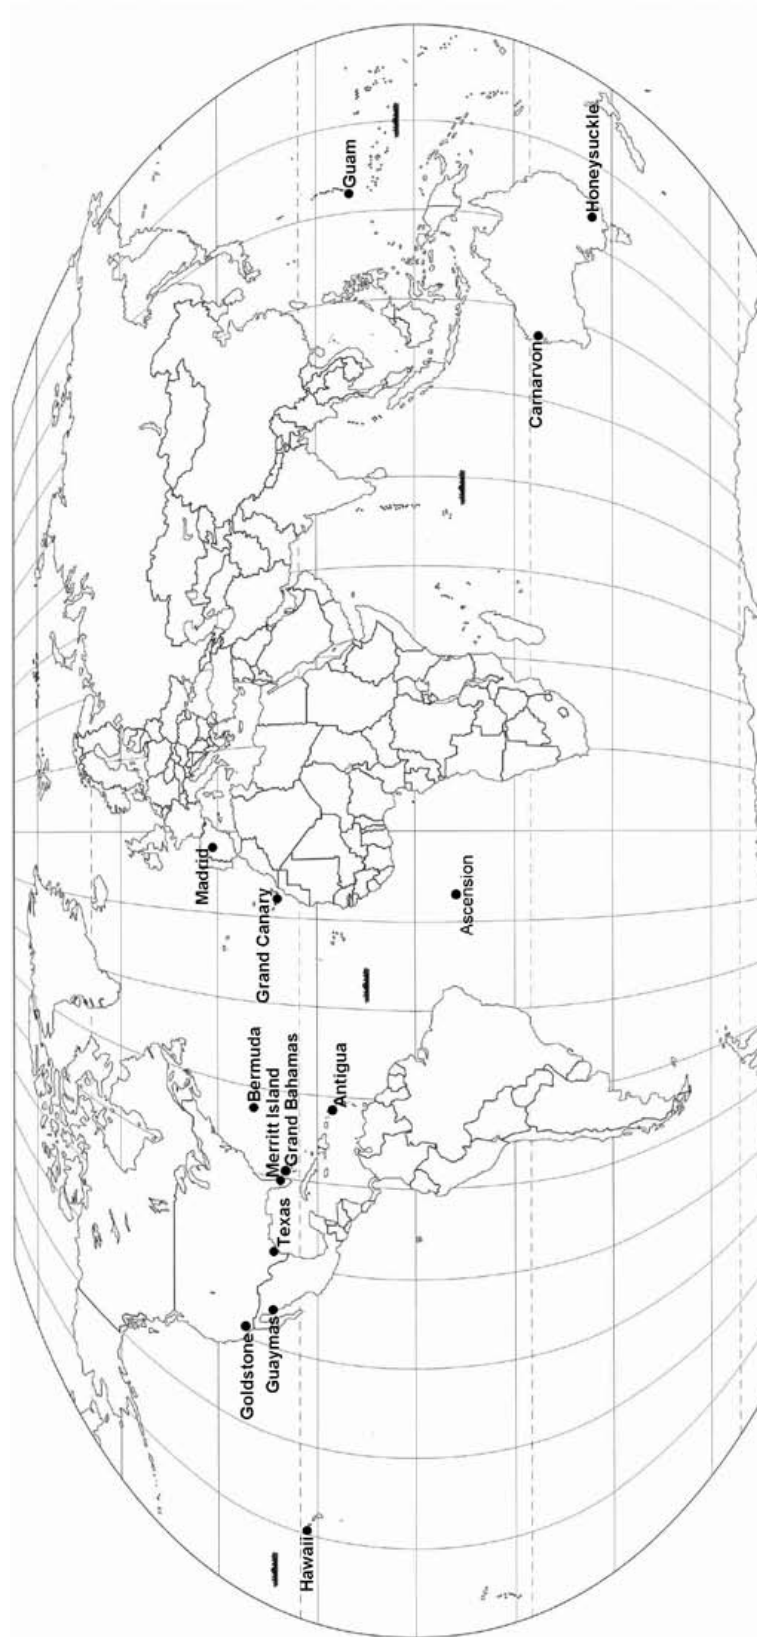 Hawaii
Goldstone
Guaymas
Texas
Merritt Island
Grand Bahamas
Bermuda
Antigua
Grand Canary
Madrid
Ascension
Carnarvon
Guam
Honeysuckle